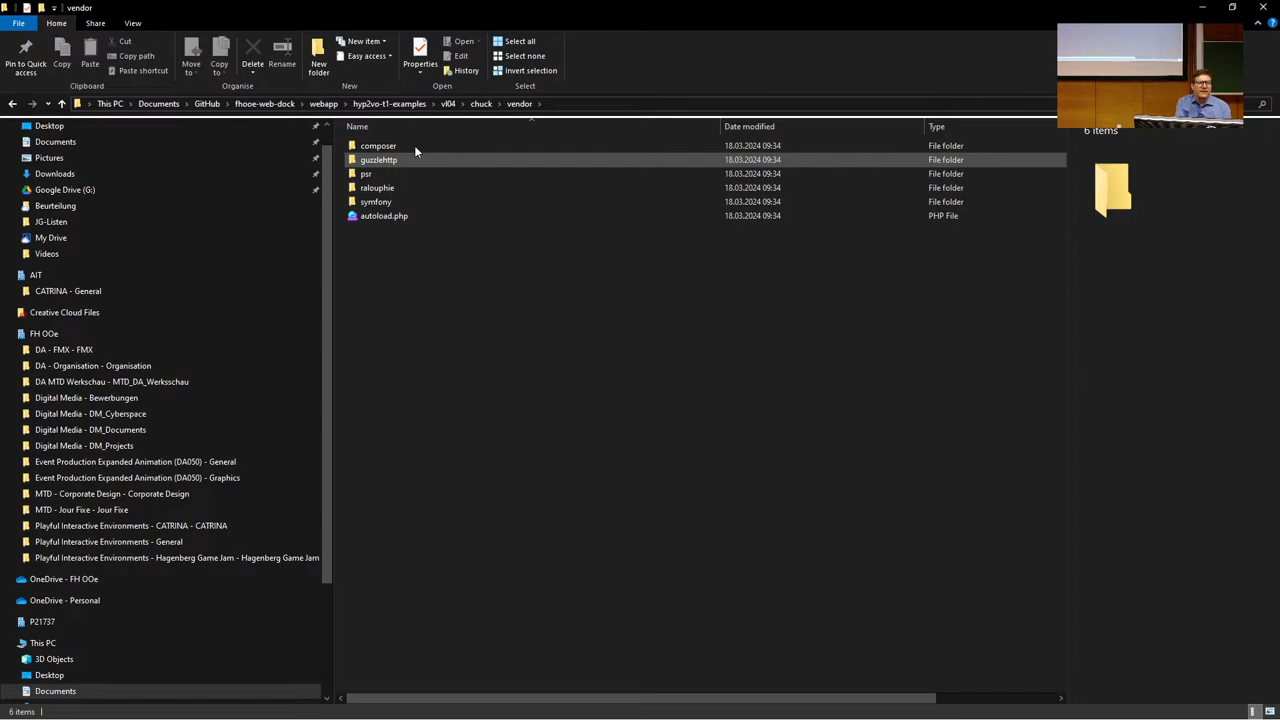 vendor
File Home Share View
Pin to Quick access
Copy
Paste
Cut
Copy path
Paste shortcut
Clipboard
Move to
Copy to
Delete
Rename
Organise
New folder
New item
Easy access
New
Properties
Open
Edit
History
Open
Select all
Select none
Invert selection
Select
This PC Documents GitHub fhooe-web-dock webapp hyp2vo-t1-examples vl04 chuck vendor
Desktop
Documents
Pictures
Downloads
Google Drive (G:)
Beurteilung
JG-Listen
My Drive
Videos
AIT
CATRINA - General
Creative Cloud Files
FH OOe
DA - FMX - FMX
DA - Organisation - Organisation
DA MTD Werkschau - MTD_DA_Werksschau
Digital Media - Bewerbungen
Digital Media - DM_Cyberspace
Digital Media - DM_Documents
Digital Media - DM_Projects
Event Production Expanded Animation (DA050) - General
Event Production Expanded Animation (DA050) - Graphics
MTD - Corporate Design - Corporate Design
MTD - Jour Fixe - Jour Fixe
Playful Interactive Environments - CATRINA - CATRINA
Playful Interactive Environments - General
Playful Interactive Environments - Hagenberg Game Jam - Hagenberg Game Jam
OneDrive - FH OOe
OneDrive - Personal
P21737
This PC
3D Objects
Desktop
Documents
Name Date modified Type
composer 18.03.2024 09:34 File folder
guzzlehttp 18.03.2024 09:34 File folder
psr 18.03.2024 09:34 File folder
ralouphie 18.03.2024 09:34 File folder
symfony 18.03.2024 09:34 File folder
autoload.php 18.03.2024 09:34 PHP File
6 items
6 items